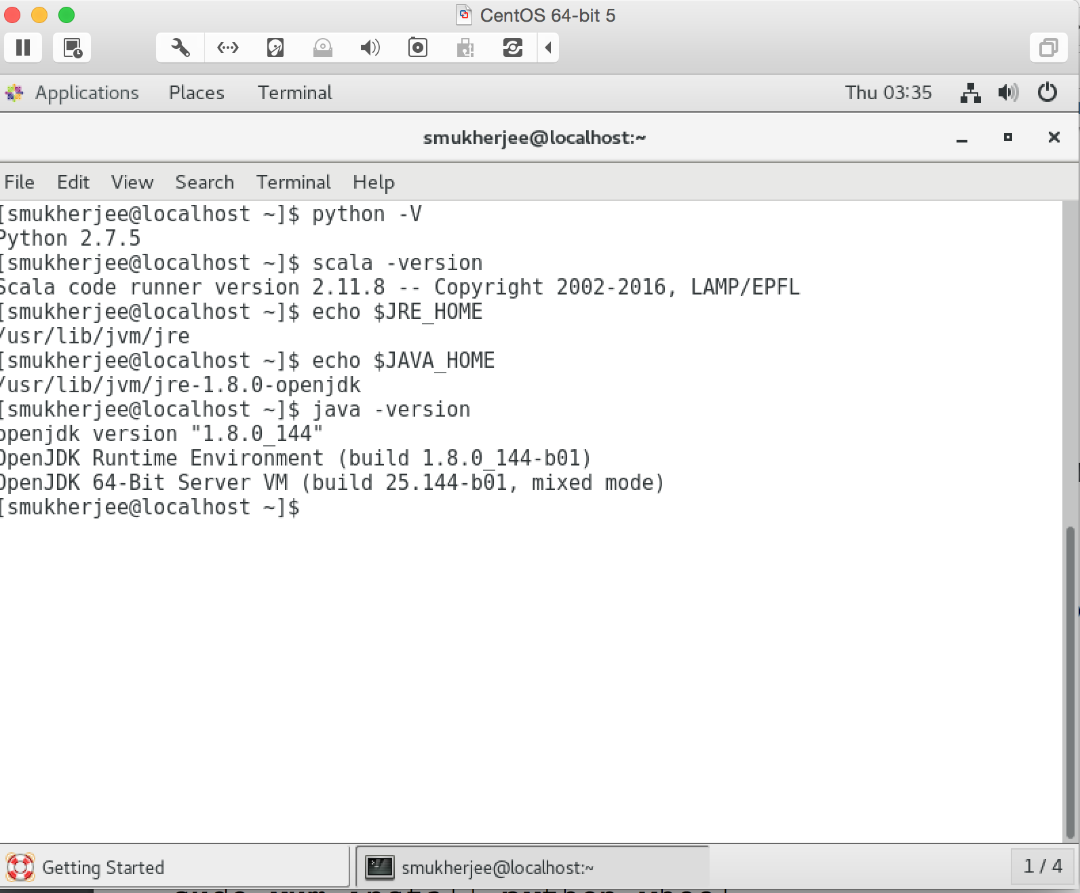 CentOS 64-bit 5
Applications Places Terminal Thu 03:35
smukherjee@localhost:~
File Edit View Search Terminal Help
[smukherjee@localhost ~]$ python -V
Python 2.7.5
[smukherjee@localhost ~]$ scala -version
Scala code runner version 2.11.8 -- Copyright 2002-2016, LAMP/EPFL
[smukherjee@localhost ~]$ echo $JRE_HOME
/usr/lib/jvm/jre
[smukherjee@localhost ~]$ echo $JAVA_HOME
/usr/lib/jvm/jre-1.8.0-openjdk
[smukherjee@localhost ~]$ java -version
openjdk version "1.8.0_144"
OpenJDK Runtime Environment (build 1.8.0_144-b01)
OpenJDK 64-Bit Server VM (build 25.144-b01, mixed mode)
[smukherjee@localhost ~]$
Getting Started smukherjee@localhost:~ 1 / 4